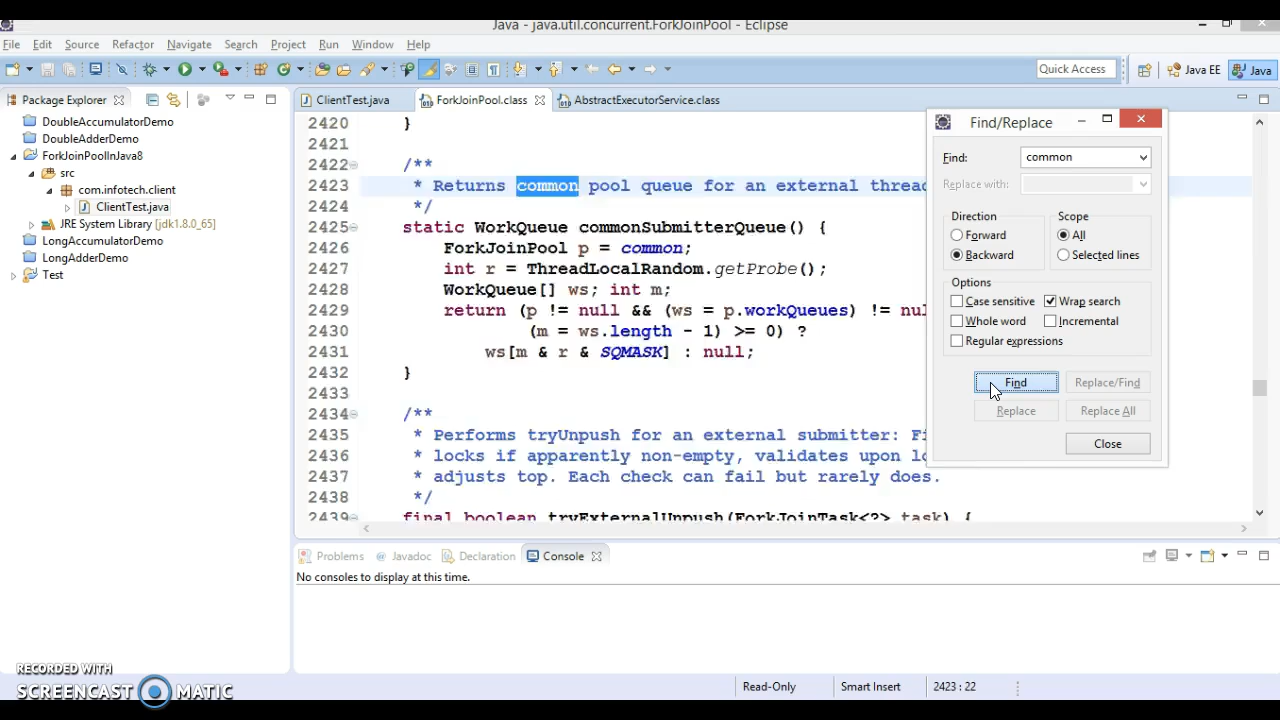 Java - java.util.concurrent.ForkJoinPool - Eclipse
File Edit Source Refactor Navigate Search Project Run Window Help
Quick Access
Java EE
Java
Package Explorer
DoubleAccumulatorDemo
DoubleAdderDemo
ForkJoinPoolInJava8
src
com.infotech.client
ClientTest.java
JRE System Library [jdk1.8.0_65]
LongAccumulatorDemo
LongAdderDemo
Test
ClientTest.java
ForkJoinPool.class
AbstractExecutorService.class
2420 }
2421
2422 /**
2423 * Returns common pool queue for an external thread
2424 */
2425 static WorkQueue commonSubmitterQueue() {
2426 ForkJoinPool p = common;
2427 int r = ThreadLocalRandom.getProbe();
2428 WorkQueue[] ws; int m;
2429 return (p != null && (ws = p.workQueues) != nul
2430 (m = ws.length - 1) >= 0) ?
2431 ws[m & r & SQMASK] : null;
2432 }
2433
2434 /**
2435 * Performs tryUnpush for an external submitter: Fi
2436 * locks if apparently non-empty, validates upon lo
2437 * adjusts top. Each check can fail but rarely does.
2438 */
2439 final boolean tryExternalUnpush(ForkJoinTask<?> task) {
Find/Replace
Find: common
Replace with:
Direction
Forward
Backward
Scope
All
Selected lines
Options
Case sensitive
Wrap search
Whole word
Incremental
Regular expressions
Find
Replace/Find
Replace
Replace All
Close
Problems
@ Javadoc
Declaration
Console
No consoles to display at this time.
Read-Only
Smart Insert
2423 : 22
RECORDED WITH
SCREENCAST MATIC